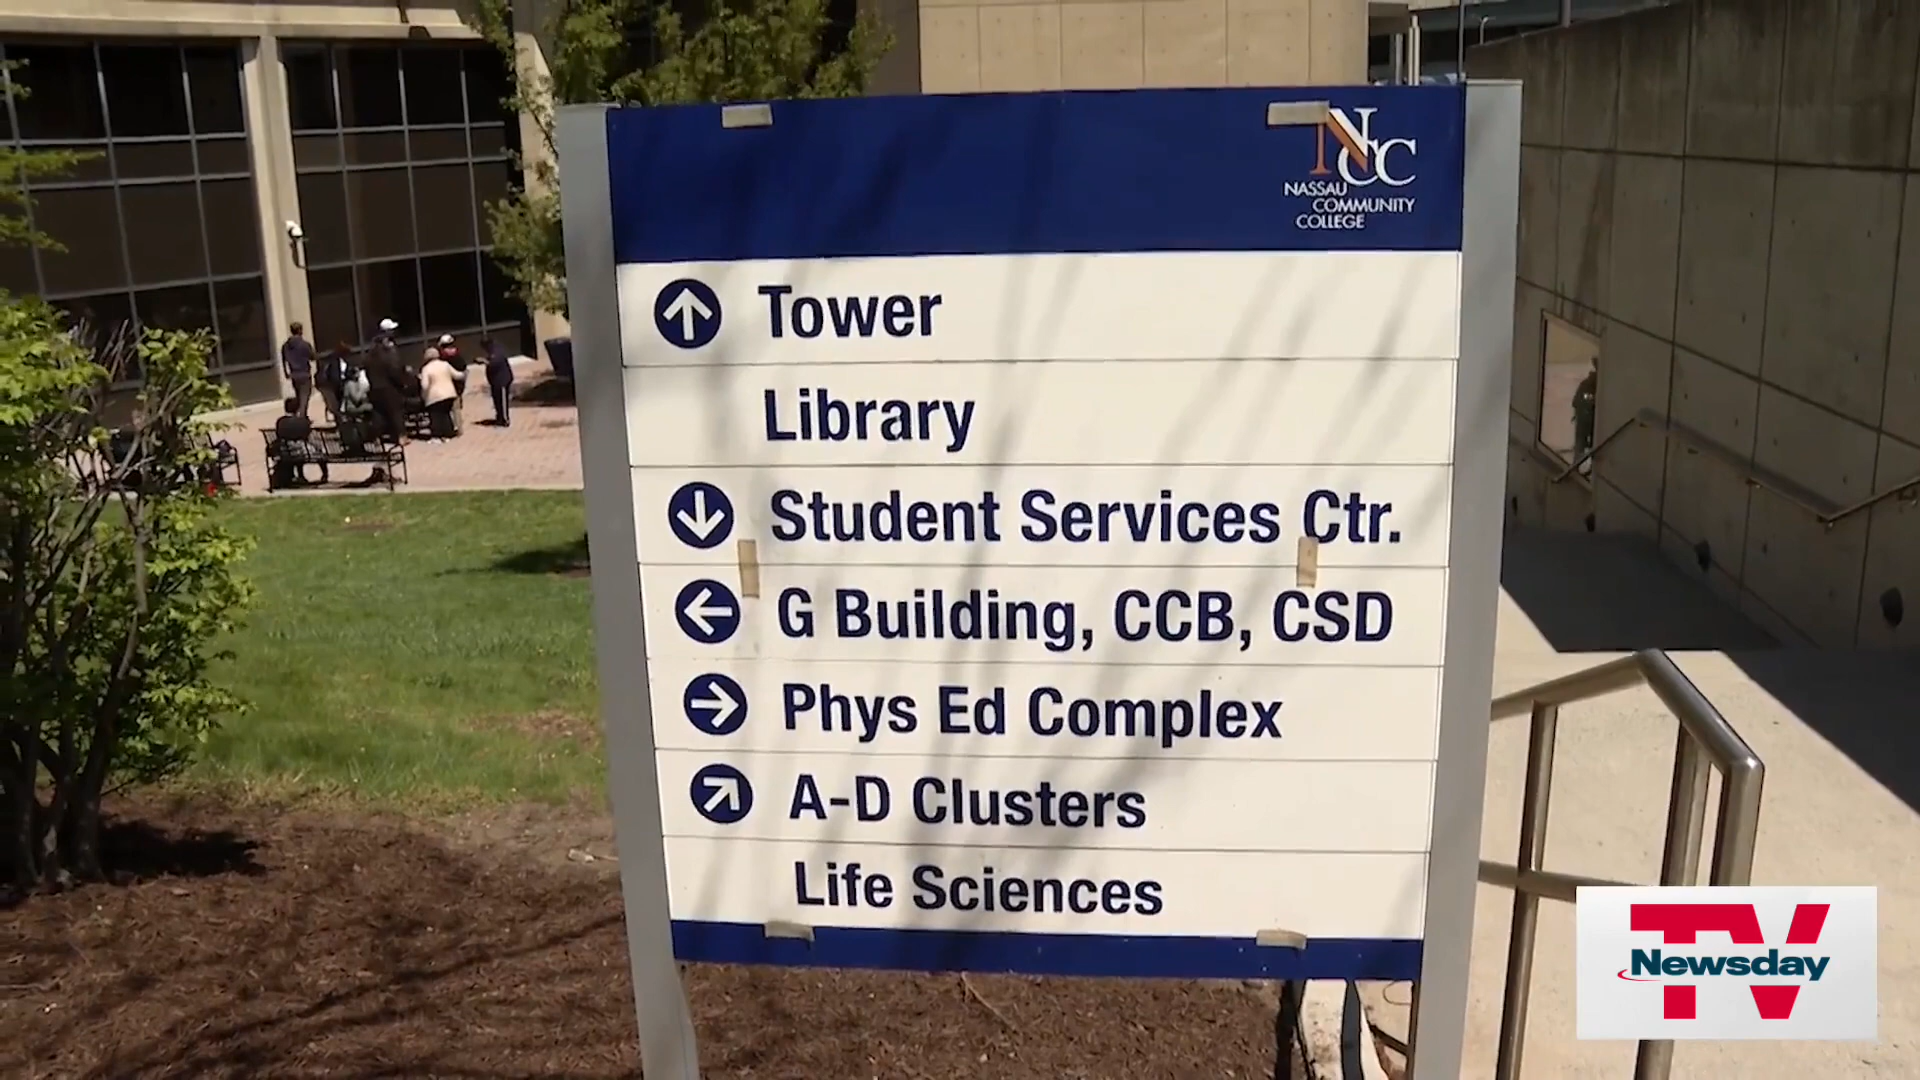 NCC
NASSAU
COMMUNITY
COLLEGE
Tower
Library
Student Services Ctr.
G Building, CCB, CSD
Phys Ed Complex
A-D Clusters
Life Sciences
TV
Newsday